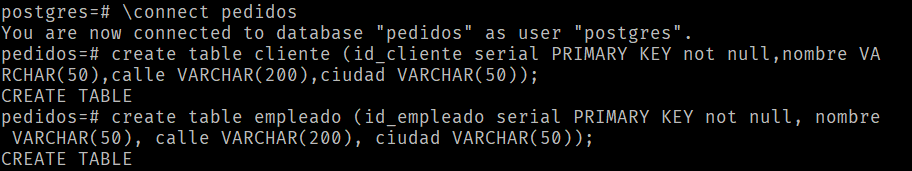 postgres=# \connect pedidos
You are now connected to database "pedidos" as user "postgres".
pedidos=# create table cliente (id_cliente serial PRIMARY KEY not null,nombre VA
RCHAR(50),calle VARCHAR(200),ciudad VARCHAR(50));
CREATE TABLE
pedidos=# create table empleado (id_empleado serial PRIMARY KEY not null, nombre
 VARCHAR(50), calle VARCHAR(200), ciudad VARCHAR(50));
CREATE TABLE